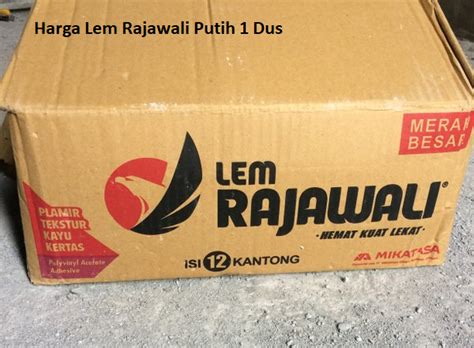 Harga Lem Rajawali Putih 1 Dus
MERAH
BESAR
LEM
RAJAWALI®
·HEMAT KUAT LEKAT·
PLAMIR
TEKSTUR
KAYU
KERTAS
Polyvinyl Acetate
Adhesive
iSI 12 KANTONG
MIKATASA